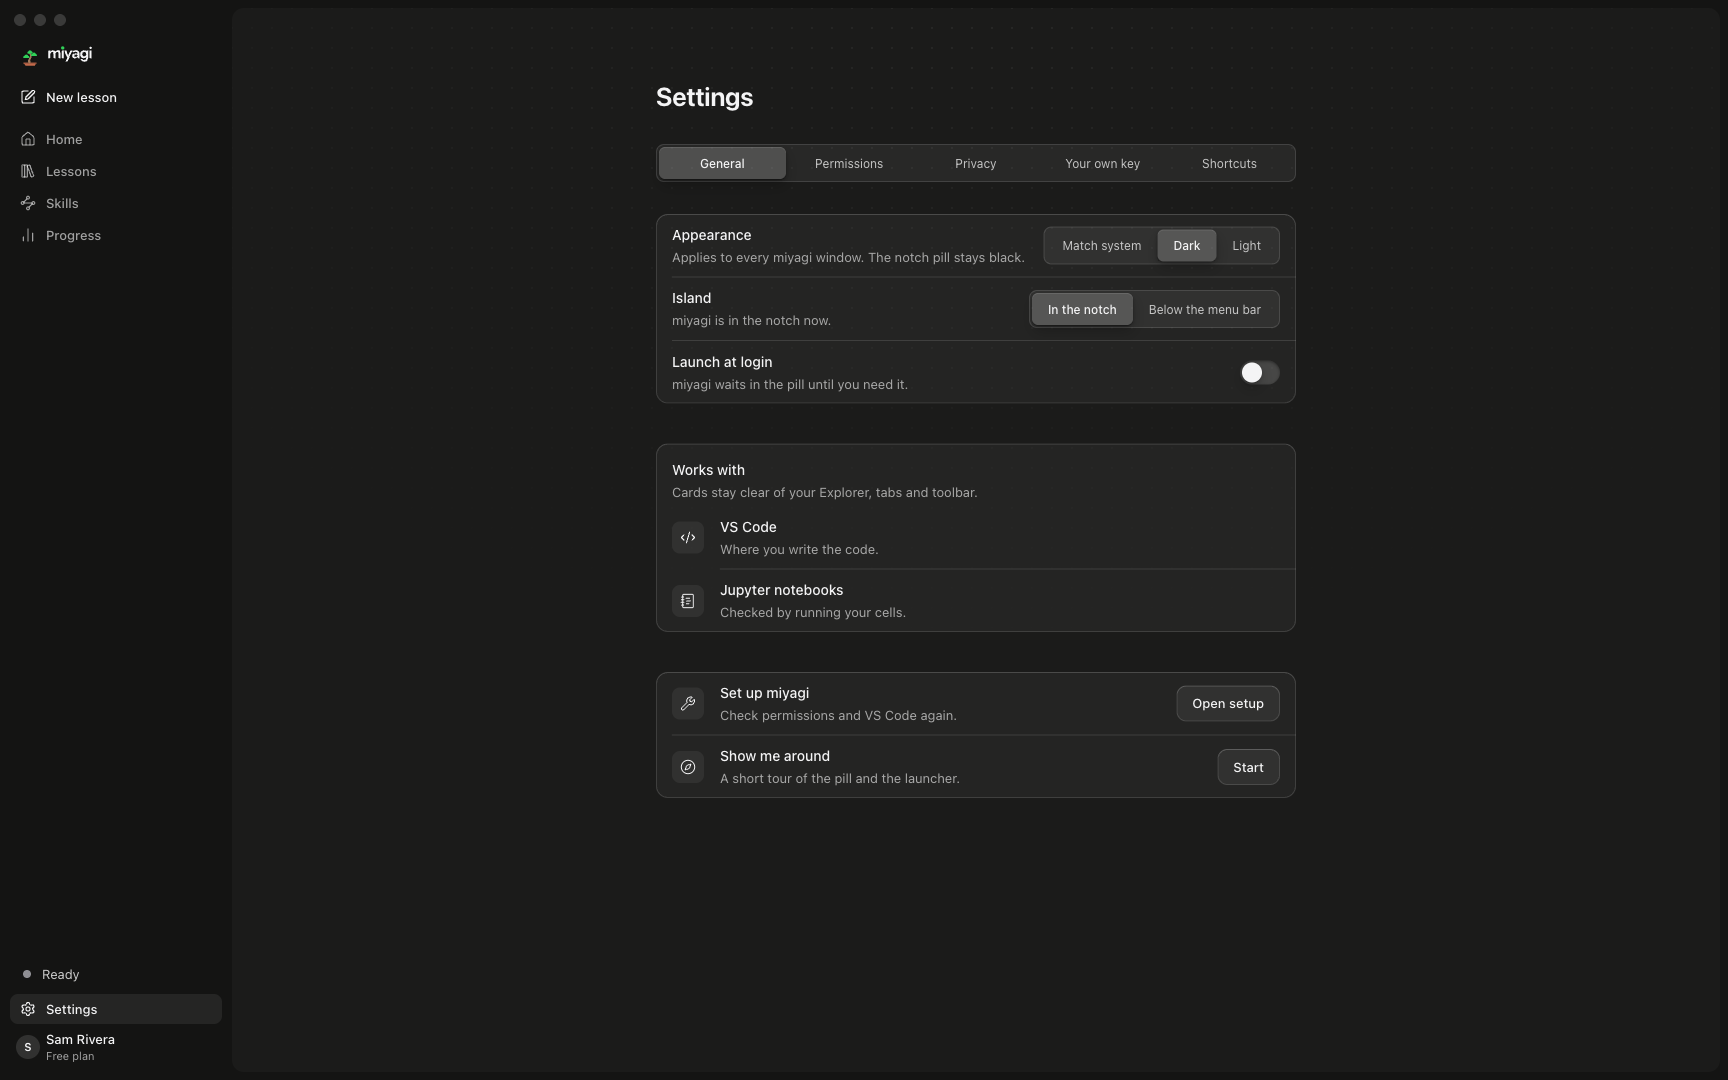 miyagi
New lesson
Home
Lessons
Skills
Progress
Ready
Settings
S
Sam Rivera
Free plan
Settings
General
Permissions
Privacy
Your own key
Shortcuts
Appearance
Applies to every miyagi window. The notch pill stays black.
Match system
Dark
Light
Island
miyagi is in the notch now.
In the notch
Below the menu bar
Launch at login
miyagi waits in the pill until you need it.
Works with
Cards stay clear of your Explorer, tabs and toolbar.
VS Code
Where you write the code.
Jupyter notebooks
Checked by running your cells.
Set up miyagi
Check permissions and VS Code again.
Open setup
Show me around
A short tour of the pill and the launcher.
Start